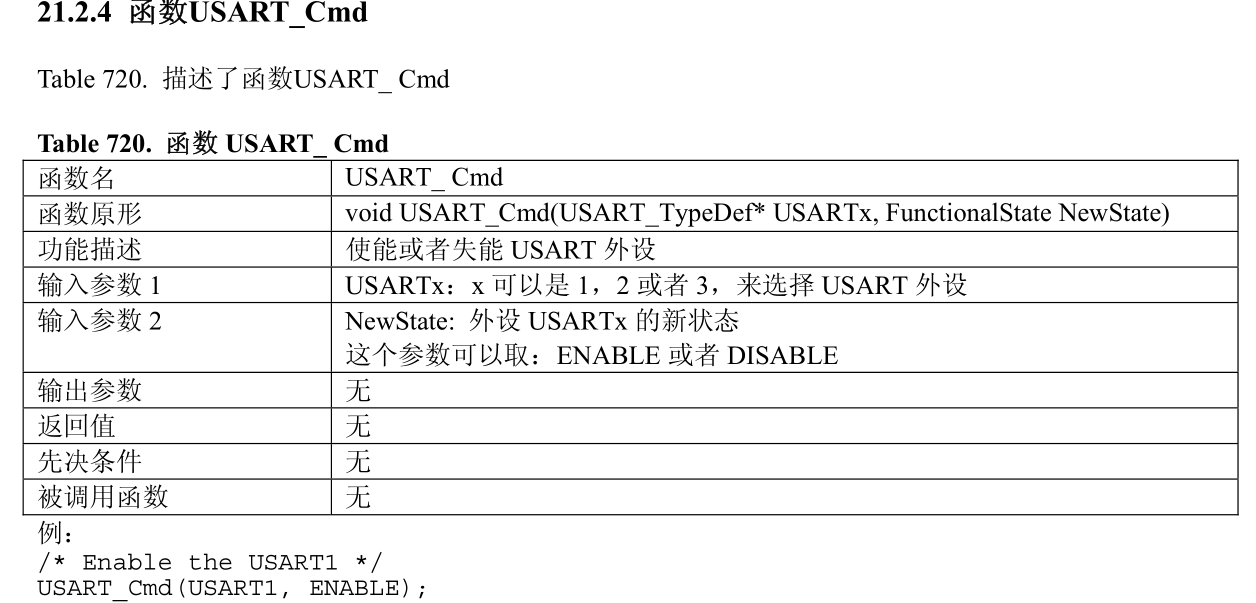 21.2.4 函数USART_Cmd
Table 720. 描述了函数USART_ Cmd
Table 720. 函数 USART_ Cmd
函数名 USART_ Cmd
函数原形 void USART_Cmd(USART_TypeDef* USARTx, FunctionalState NewState)
功能描述 使能或者失能 USART 外设
输入参数 1 USARTx：x 可以是 1，2 或者 3，来选择 USART 外设
输入参数 2 NewState: 外设 USARTx 的新状态
这个参数可以取：ENABLE 或者 DISABLE
输出参数 无
返回值 无
先决条件 无
被调用函数 无
例：
/* Enable the USART1 */
USART_Cmd(USART1, ENABLE);